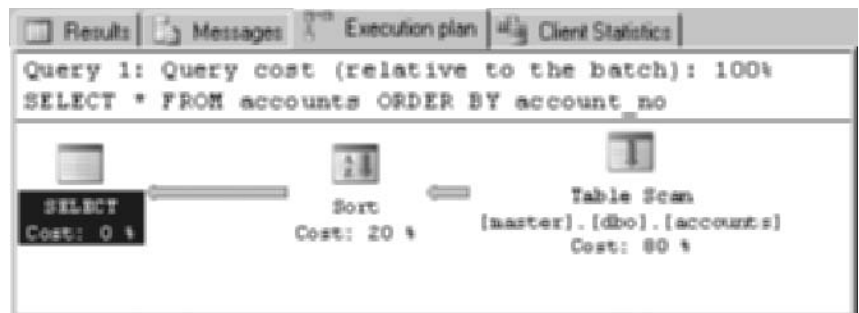 Results Messages Execution plan Client Statistics
Query 1: Query cost (relative to the batch): 100%
SELECT * FROM accounts ORDER BY account_no
SELECT
Cost: 0 %
Sort
Cost: 20 %
Table Scan
[master].[dbo].[accounts]
Cost: 80 %